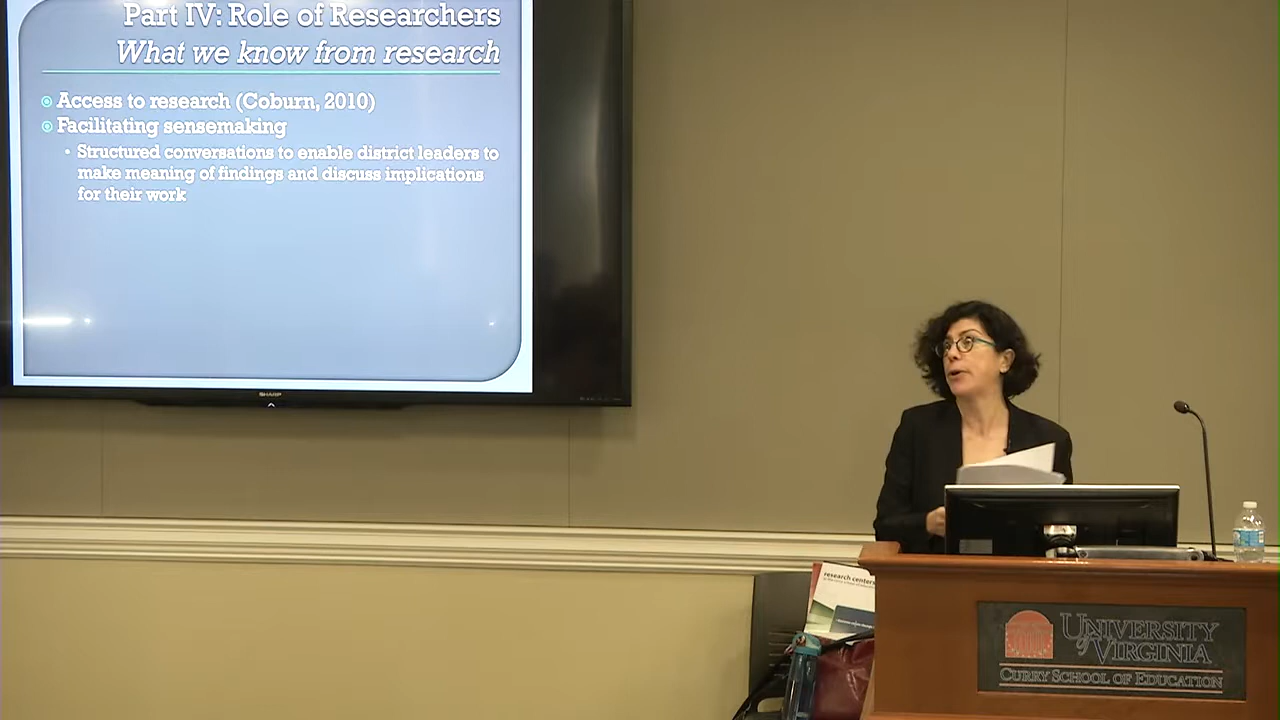 Part IV: Role of Researchers
What we know from research
Access to research (Coburn, 2010)
Facilitating sensemaking
Structured conversations to enable district leaders to
make meaning of findings and discuss implications
for their work
SHARP
research centers
UNIVERSITY
of VIRGINIA
CURRY SCHOOL OF EDUCATION